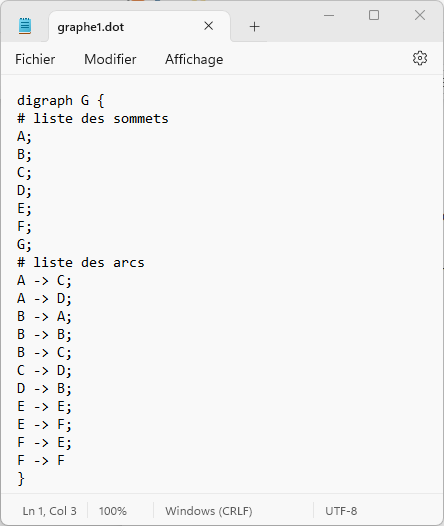 graphe1.dot
Fichier Modifier Affichage
digraph G {
# liste des sommets
A;
B;
C;
D;
E;
F;
G;
# liste des arcs
A -> C;
A -> D;
B -> A;
B -> B;
B -> C;
C -> D;
D -> B;
E -> E;
E -> F;
F -> E;
F -> F
}
Ln 1, Col 3 100% Windows (CRLF) UTF-8